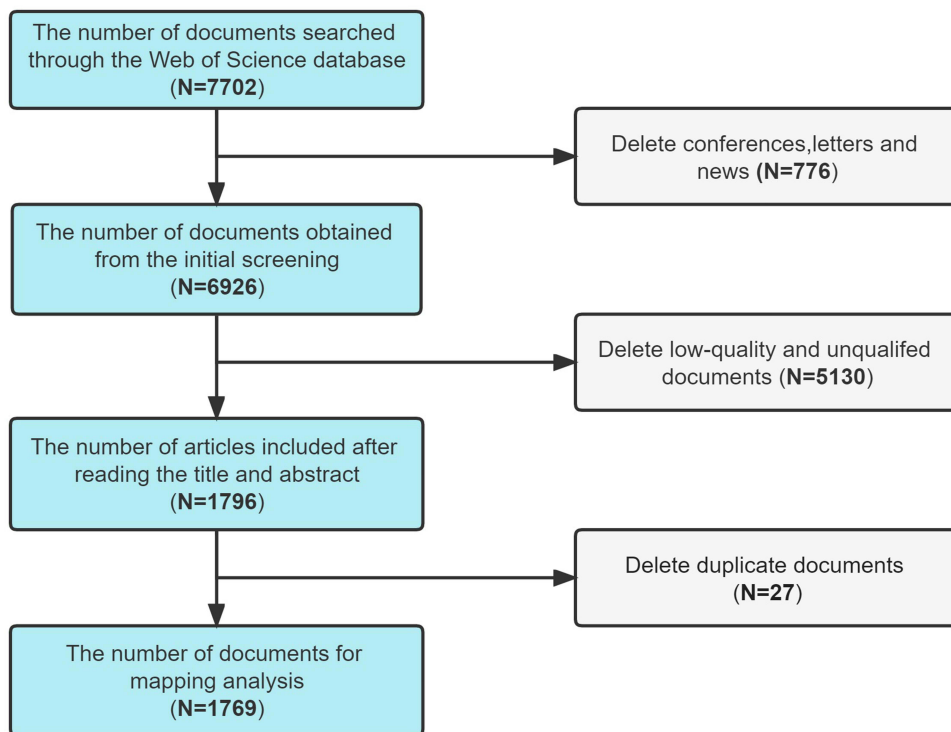 The number of documents searched
through the Web of Science database
(N=7702)
Delete conferences,letters and
news (N=776)
The number of documents obtained
from the initial screening
(N=6926)
Delete low-quality and unqualifed
documents (N=5130)
The number of articles included after
reading the title and abstract
(N=1796)
Delete duplicate documents
(N=27)
The number of documents for
mapping analysis
(N=1769)